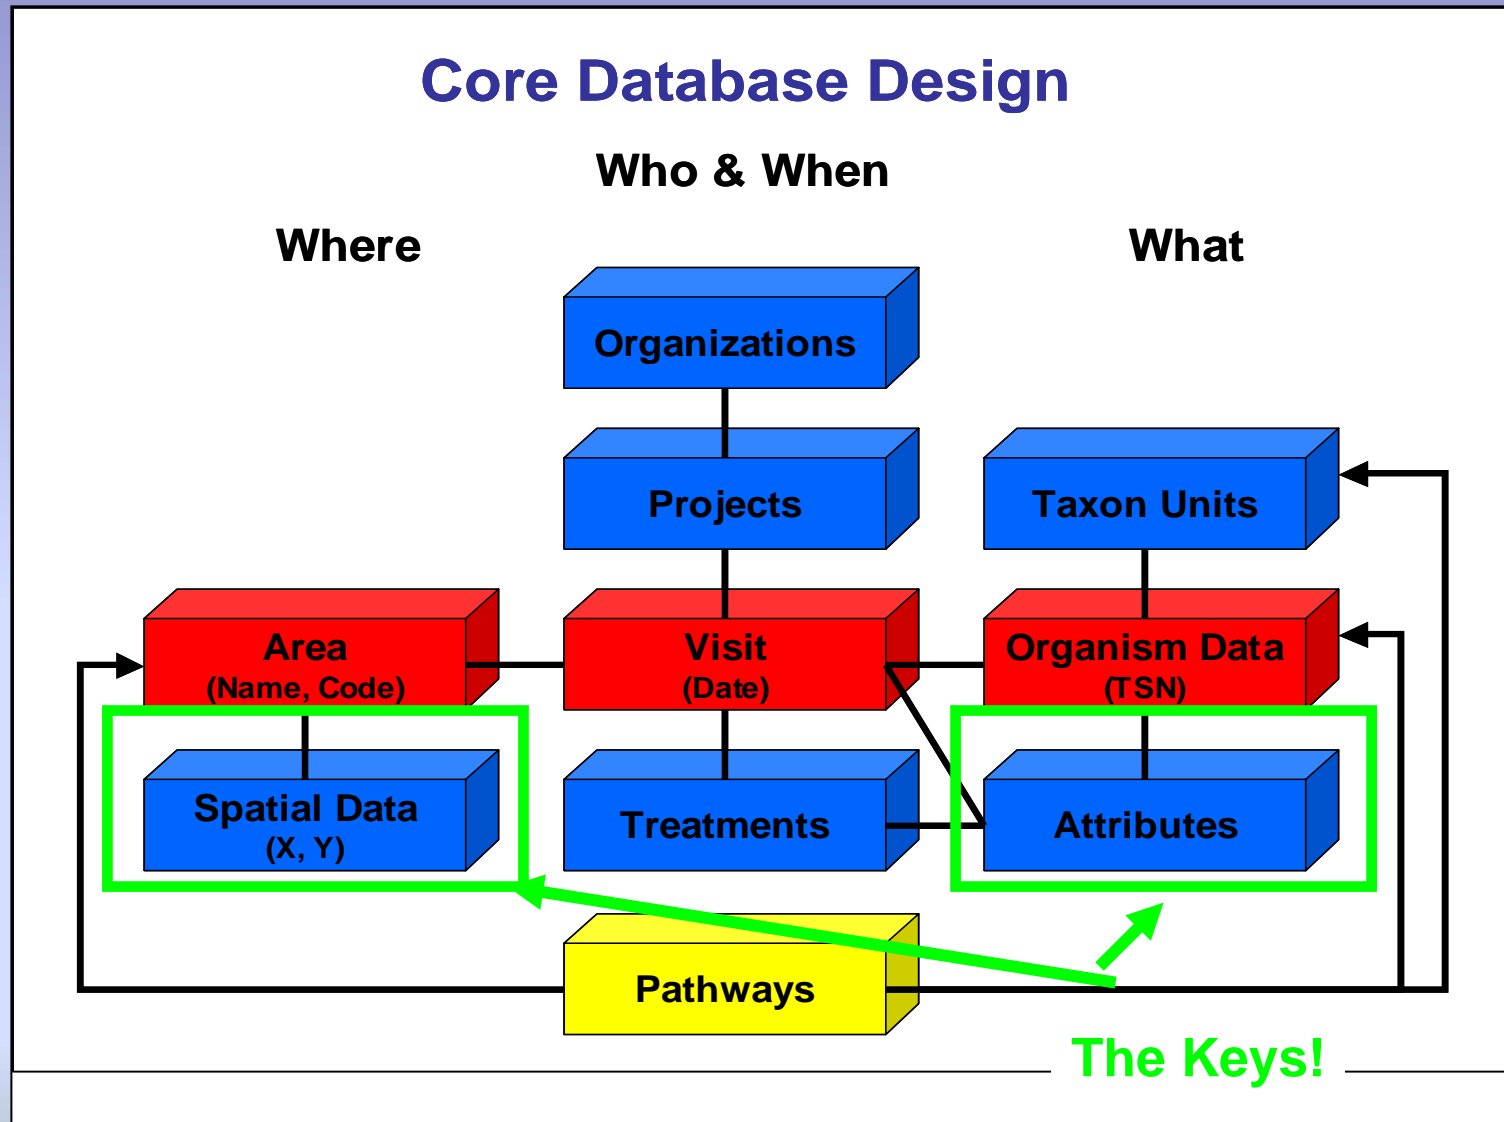 Core Database Design
Who & When
Where
What
Organizations
Projects
Taxon Units
Area
(Name, Code)
Visit
(Date)
Organism Data
(TSN)
Spatial Data
(X, Y)
Treatments
Attributes
Pathways
The Keys!